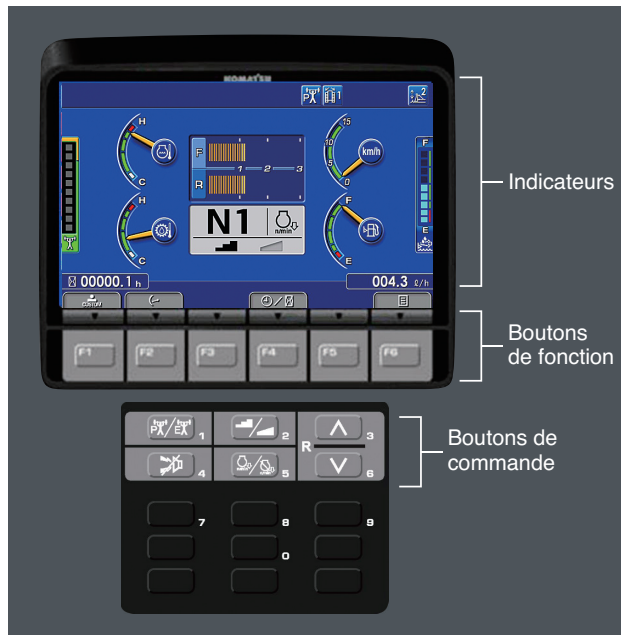 KOMATSU
P 1 2
H
C
15
10
5
0
km/h
F
R
1 2 3
F
E
H
C
N1
n/min
F
E
00000.1 h
004.3 ℓ/h
CUSTOM
F1 F2 F3 F4 F5 F6
Indicateurs
Boutons
de fonction
P / E 1
2
R
3
4
5
6
7
8
9
0
Boutons de
commande